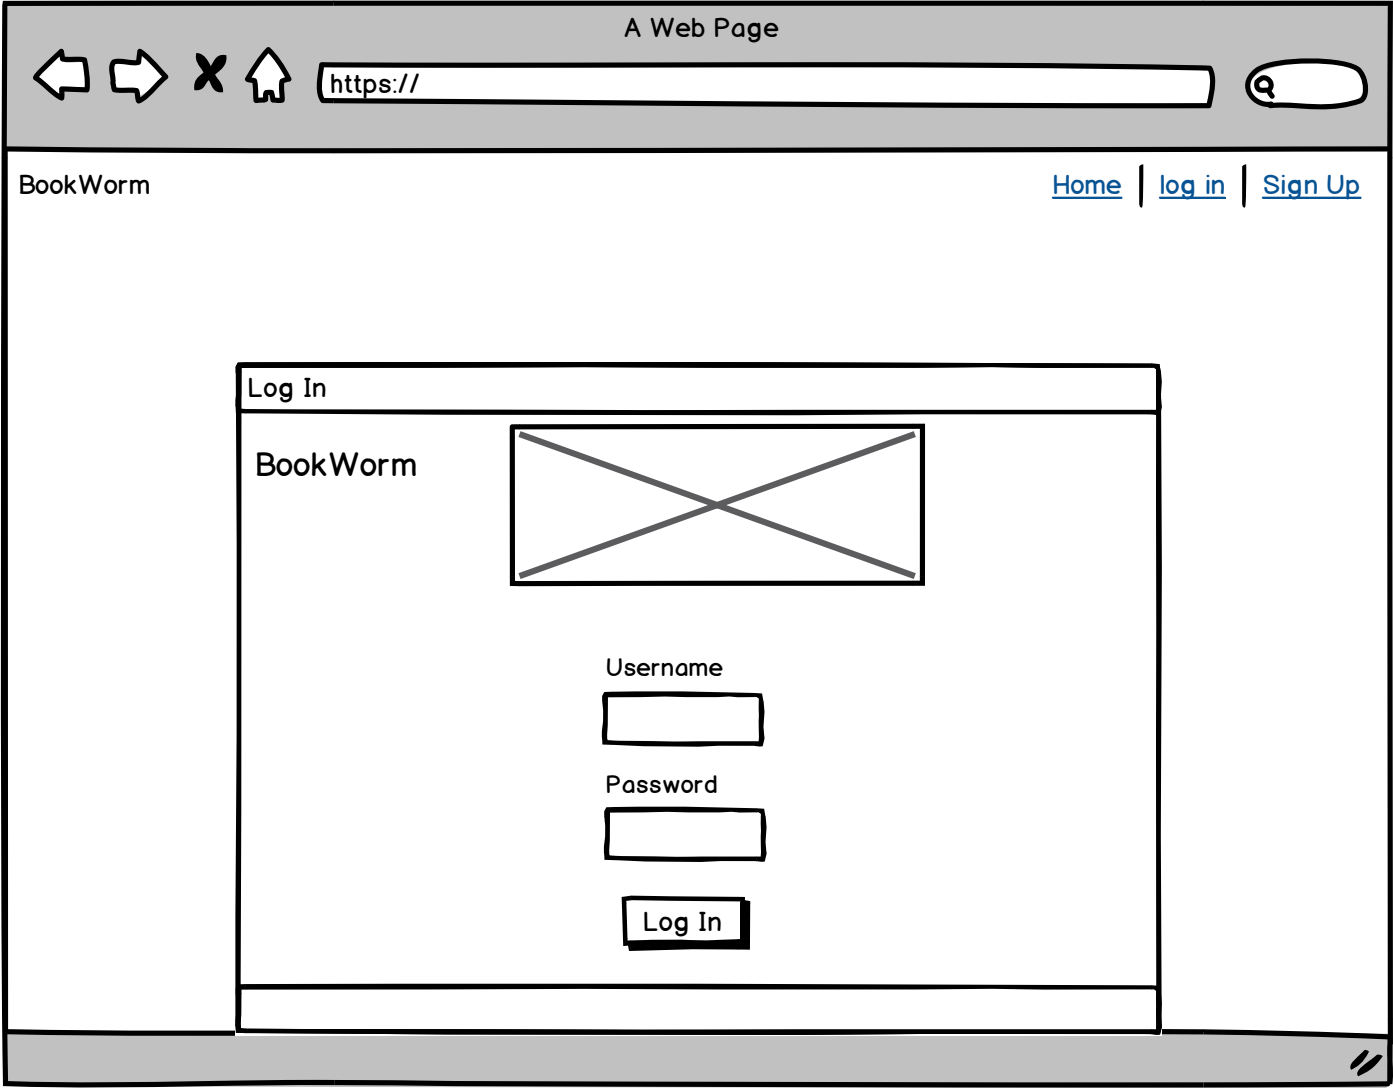 A Web Page
https://
BookWorm
Home
log in
Sign Up
Log In
BookWorm
Username
Password
Log In